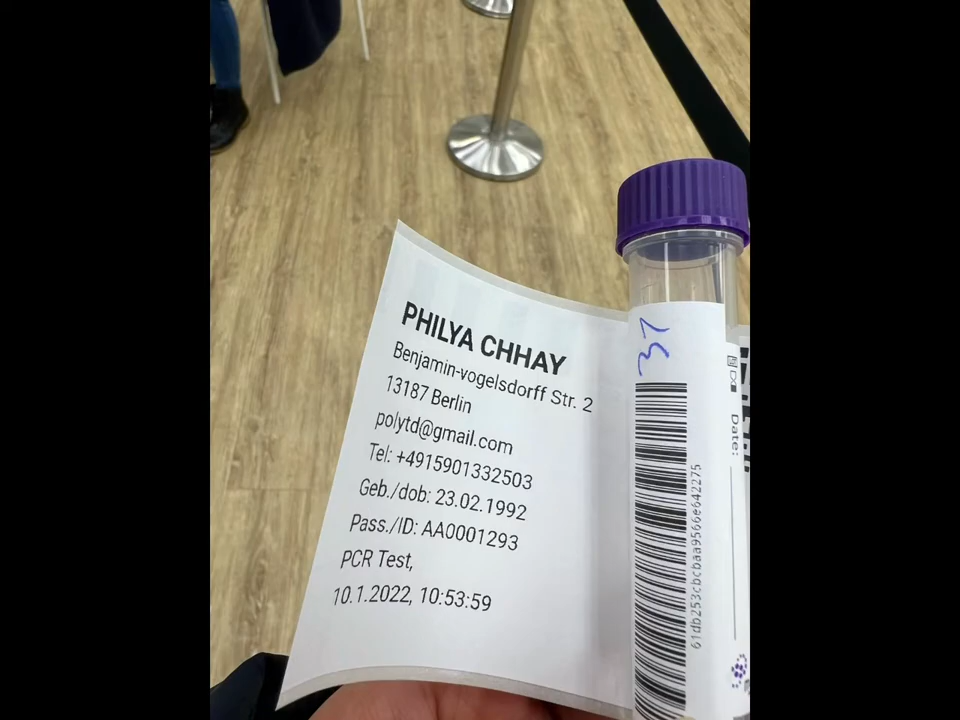 PHILYA CHHAY
Benjamin-vogelsdorff Str. 2
13187 Berlin
polytd@gmail.com
Tel: +4915901332503
Geb./dob: 23.02.1992
Pass./ID: AA0001293
PCR Test,
10.1.2022, 10:53:59
37
61db253cbcbaa9566e642275
Date: